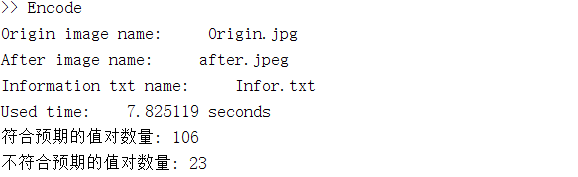 >> Encode
Origin image name:     Origin.jpg
After image name:     after.jpeg
Information txt name:     Infor.txt
Used time:    7.825119 seconds
符合预期的值对数量: 106
不符合预期的值对数量: 23